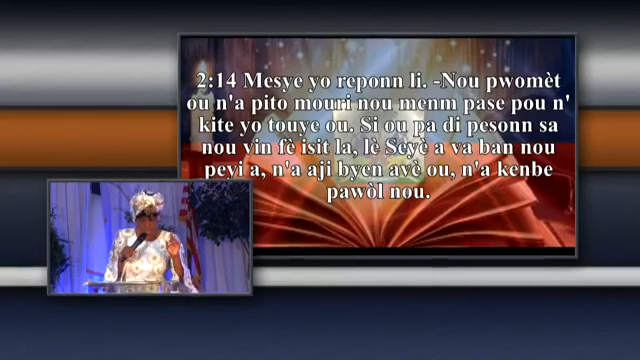 2:14 Mesye yo reponn li. -Nou pwomèt
ou n'a pito mouri nou menm pase pou n'
kite yo touye ou. Si ou pa di pesonn sa
nou vin fè isit la, lè Seyè a va ban nou
peyi a, n'a aji byen avè ou, n'a kenbe
pawòl nou.